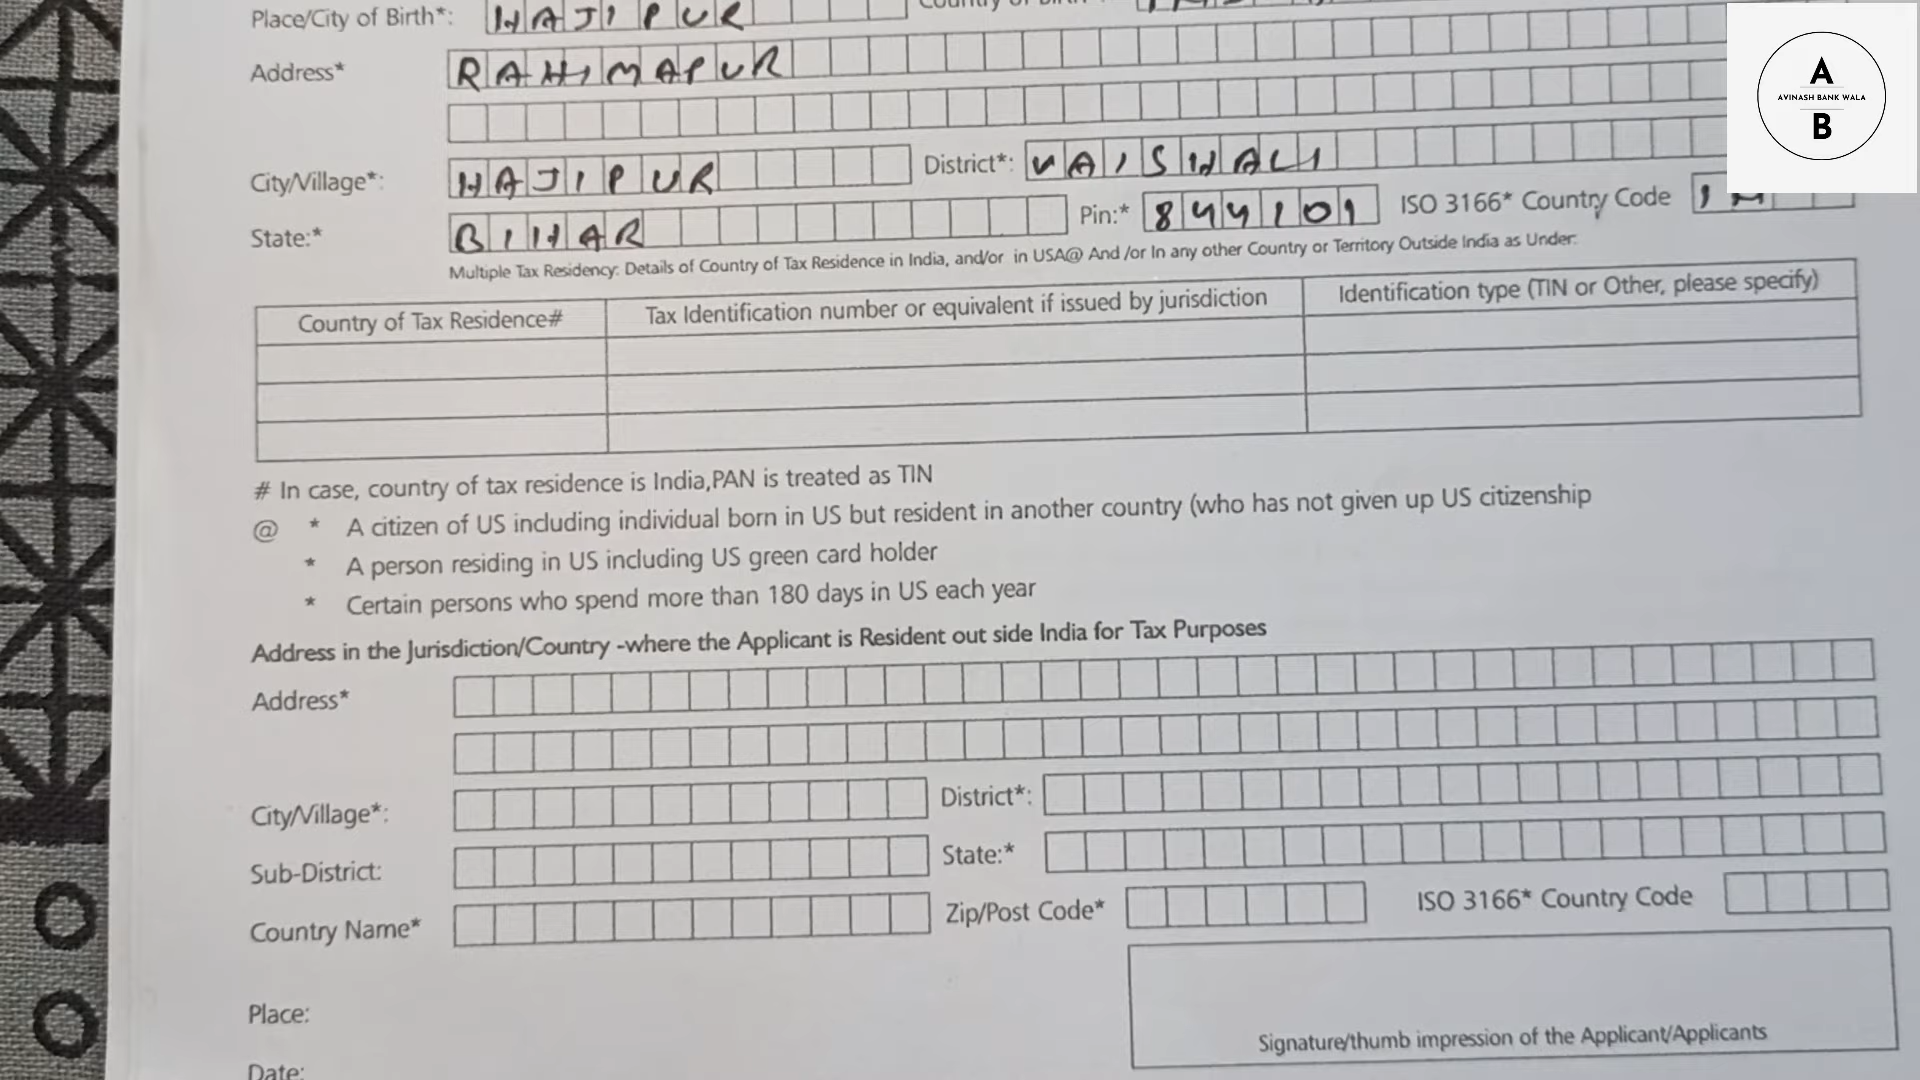 Place/City of Birth*: HAJIPUR
Address* RAHIMAPUR
A
AVINASH BANK WALA
B
City/Village*: HAJIPUR District*: VAISHALI
State:* BIHAR Pin:* 844101 ISO 3166* Country Code IN
Multiple Tax Residency: Details of Country of Tax Residence in India, and/or in USA@ And /or In any other Country or Territory Outside India as Under:
Country of Tax Residence# Tax Identification number or equivalent if issued by jurisdiction Identification type (TIN or Other, please specify)
# In case, country of tax residence is India,PAN is treated as TIN
@ * A citizen of US including individual born in US but resident in another country (who has not given up US citizenship
* A person residing in US including US green card holder
* Certain persons who spend more than 180 days in US each year
Address in the Jurisdiction/Country -where the Applicant is Resident out side India for Tax Purposes
Address*
City/Village*: District*:
Sub-District: State:*
Country Name* Zip/Post Code* ISO 3166* Country Code
Place:
Signature/thumb impression of the Applicant/Applicants
Date: